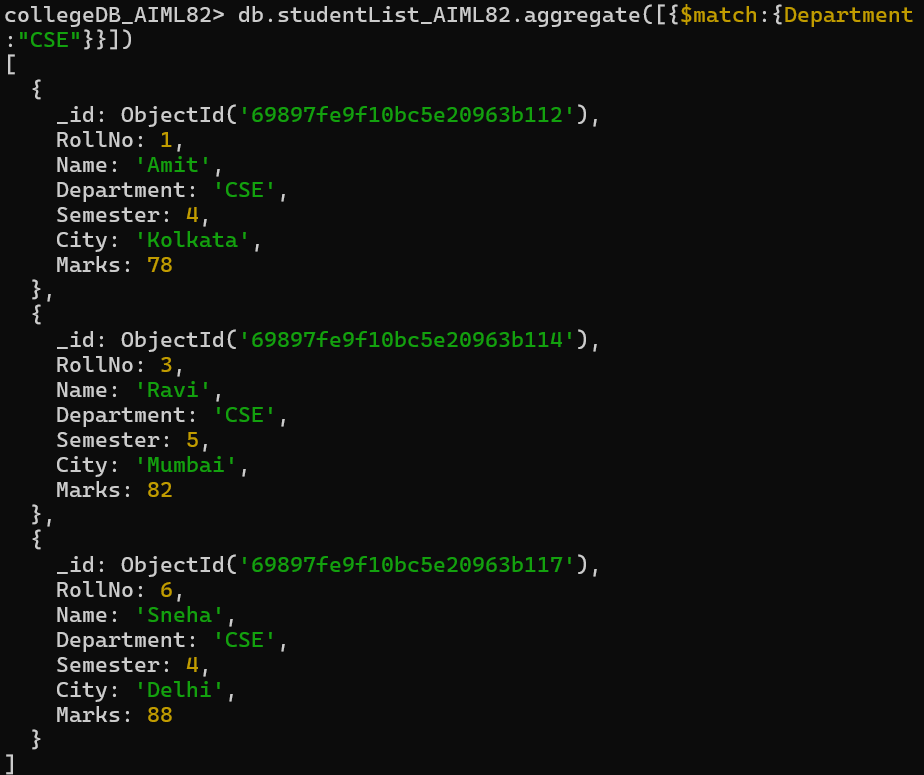 collegeDB_AIML82> db.studentList_AIML82.aggregate([{$match:{Department
:"CSE"}}])
[
  {
    _id: ObjectId('69897fe9f10bc5e20963b112'),
    RollNo: 1,
    Name: 'Amit',
    Department: 'CSE',
    Semester: 4,
    City: 'Kolkata',
    Marks: 78
  },
  {
    _id: ObjectId('69897fe9f10bc5e20963b114'),
    RollNo: 3,
    Name: 'Ravi',
    Department: 'CSE',
    Semester: 5,
    City: 'Mumbai',
    Marks: 82
  },
  {
    _id: ObjectId('69897fe9f10bc5e20963b117'),
    RollNo: 6,
    Name: 'Sneha',
    Department: 'CSE',
    Semester: 4,
    City: 'Delhi',
    Marks: 88
  }
]